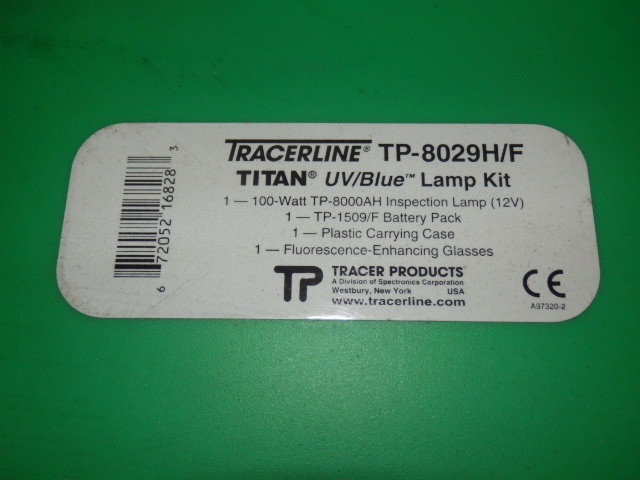 TRACERLINE® TP-8029H/F
TITAN® UV/Blue™ Lamp Kit
1 — 100-Watt TP-8000AH Inspection Lamp (12V)
1 — TP-1509/F Battery Pack
1 — Plastic Carrying Case
1 — Fluorescence-Enhancing Glasses
TP TRACER PRODUCTS
A Division of Spectronics Corporation
Westbury, New York USA
www.tracerline.com
CE
A97320-2
6 72052 16828 3